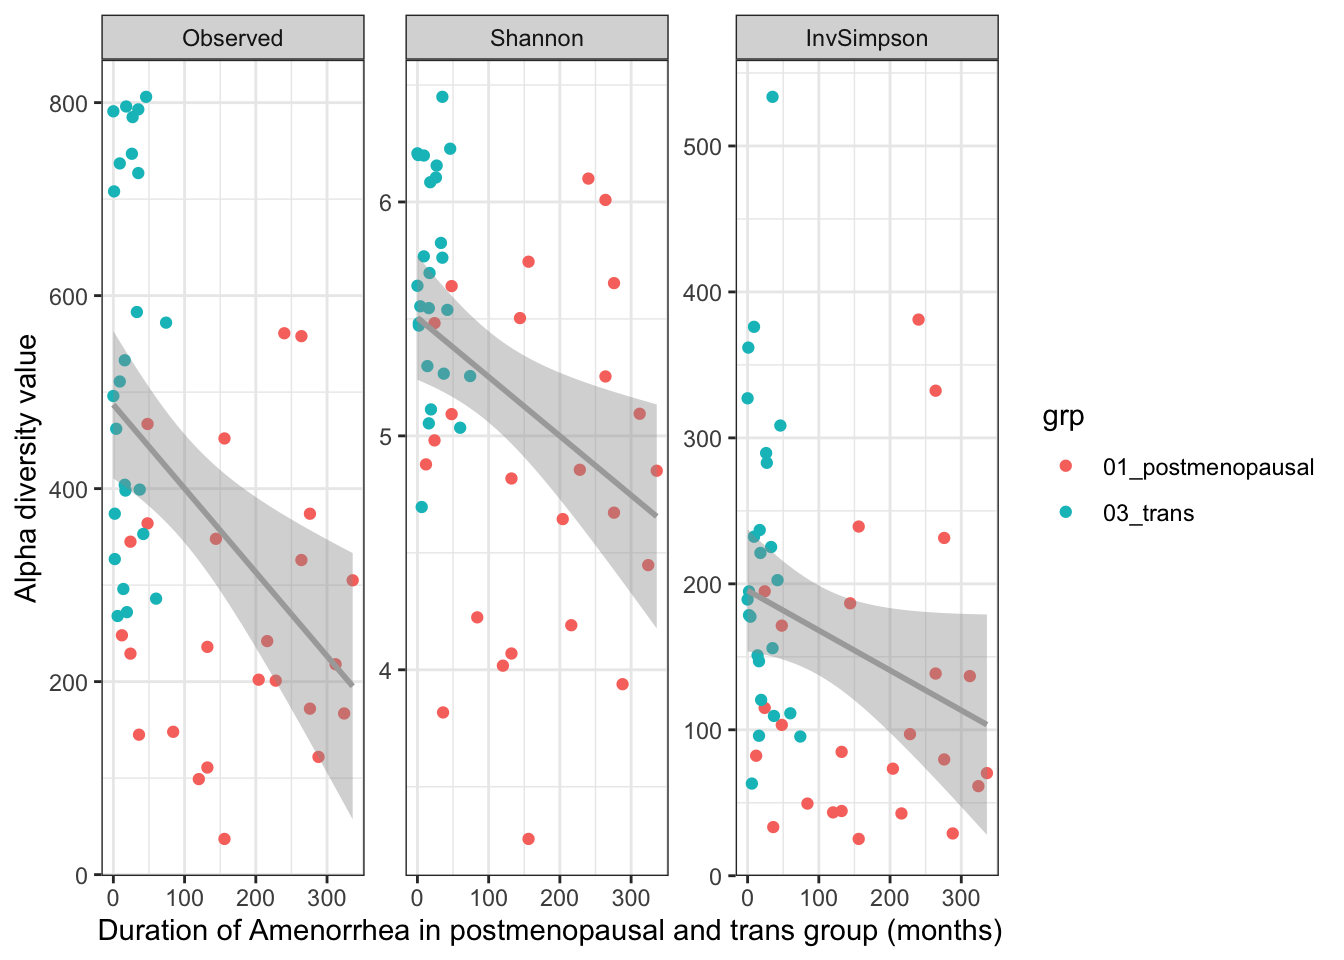 Observed Shannon InvSimpson
800
600
400
200
0
6
5
4
500
400
300
200
100
0
0 100 200 300 0 100 200 300 0 100 200 300
Alpha diversity value
Duration of Amenorrhea in postmenopausal and trans group (months)
grp
01_postmenopausal
03_trans